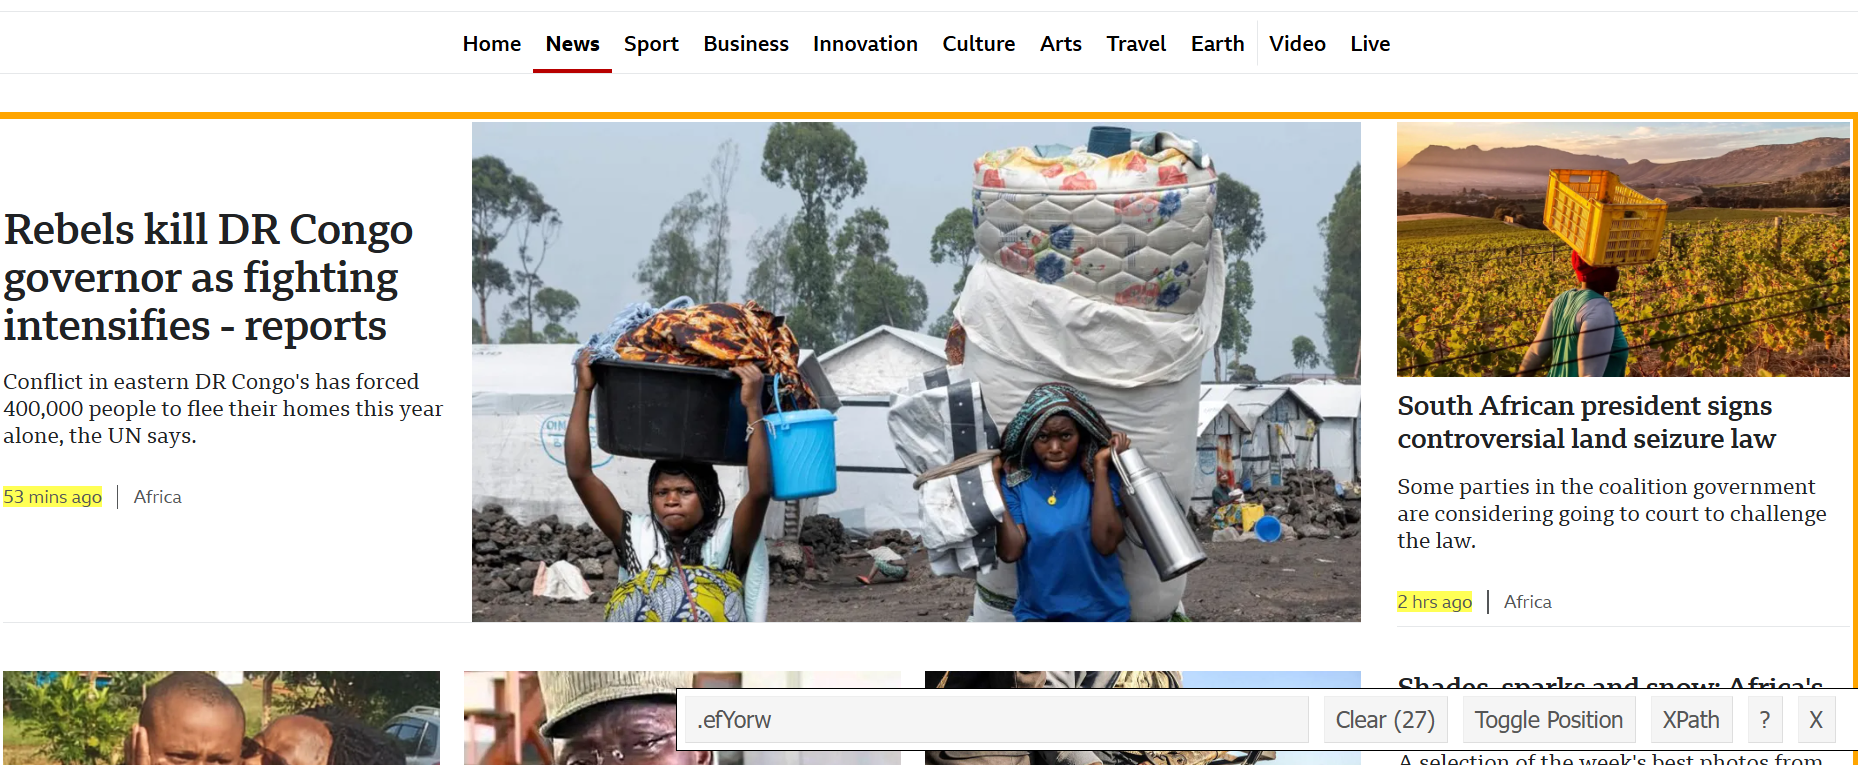 Home News Sport Business Innovation Culture Arts Travel Earth Video Live
Rebels kill DR Congo
governor as fighting
intensifies - reports
Conflict in eastern DR Congo's has forced
400,000 people to flee their homes this year
alone, the UN says.
53 mins ago | Africa
South African president signs
controversial land seizure law
Some parties in the coalition government
are considering going to court to challenge
the law.
2 hrs ago | Africa
Shades, sparks and snow: Africa's
.efYorw Clear (27) Toggle Position XPath ? X
A selection of the week's best photos from